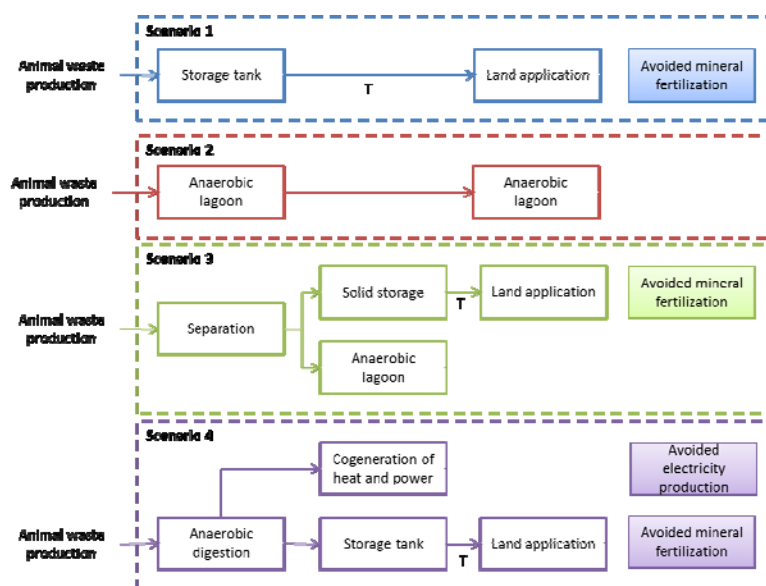 Scenario 1
Animal waste
production
Storage tank
T
Land application
Avoided mineral
fertilization
Scenario 2
Animal waste
production
Anaerobic
lagoon
Anaerobic
lagoon
Scenario 3
Animal waste
production
Separation
Solid storage
T
Land application
Avoided mineral
fertilization
Anaerobic
lagoon
Scenario 4
Cogeneration of
heat and power
Avoided
electricity
production
Animal waste
production
Anaerobic
digestion
Storage tank
T
Land application
Avoided mineral
fertilization